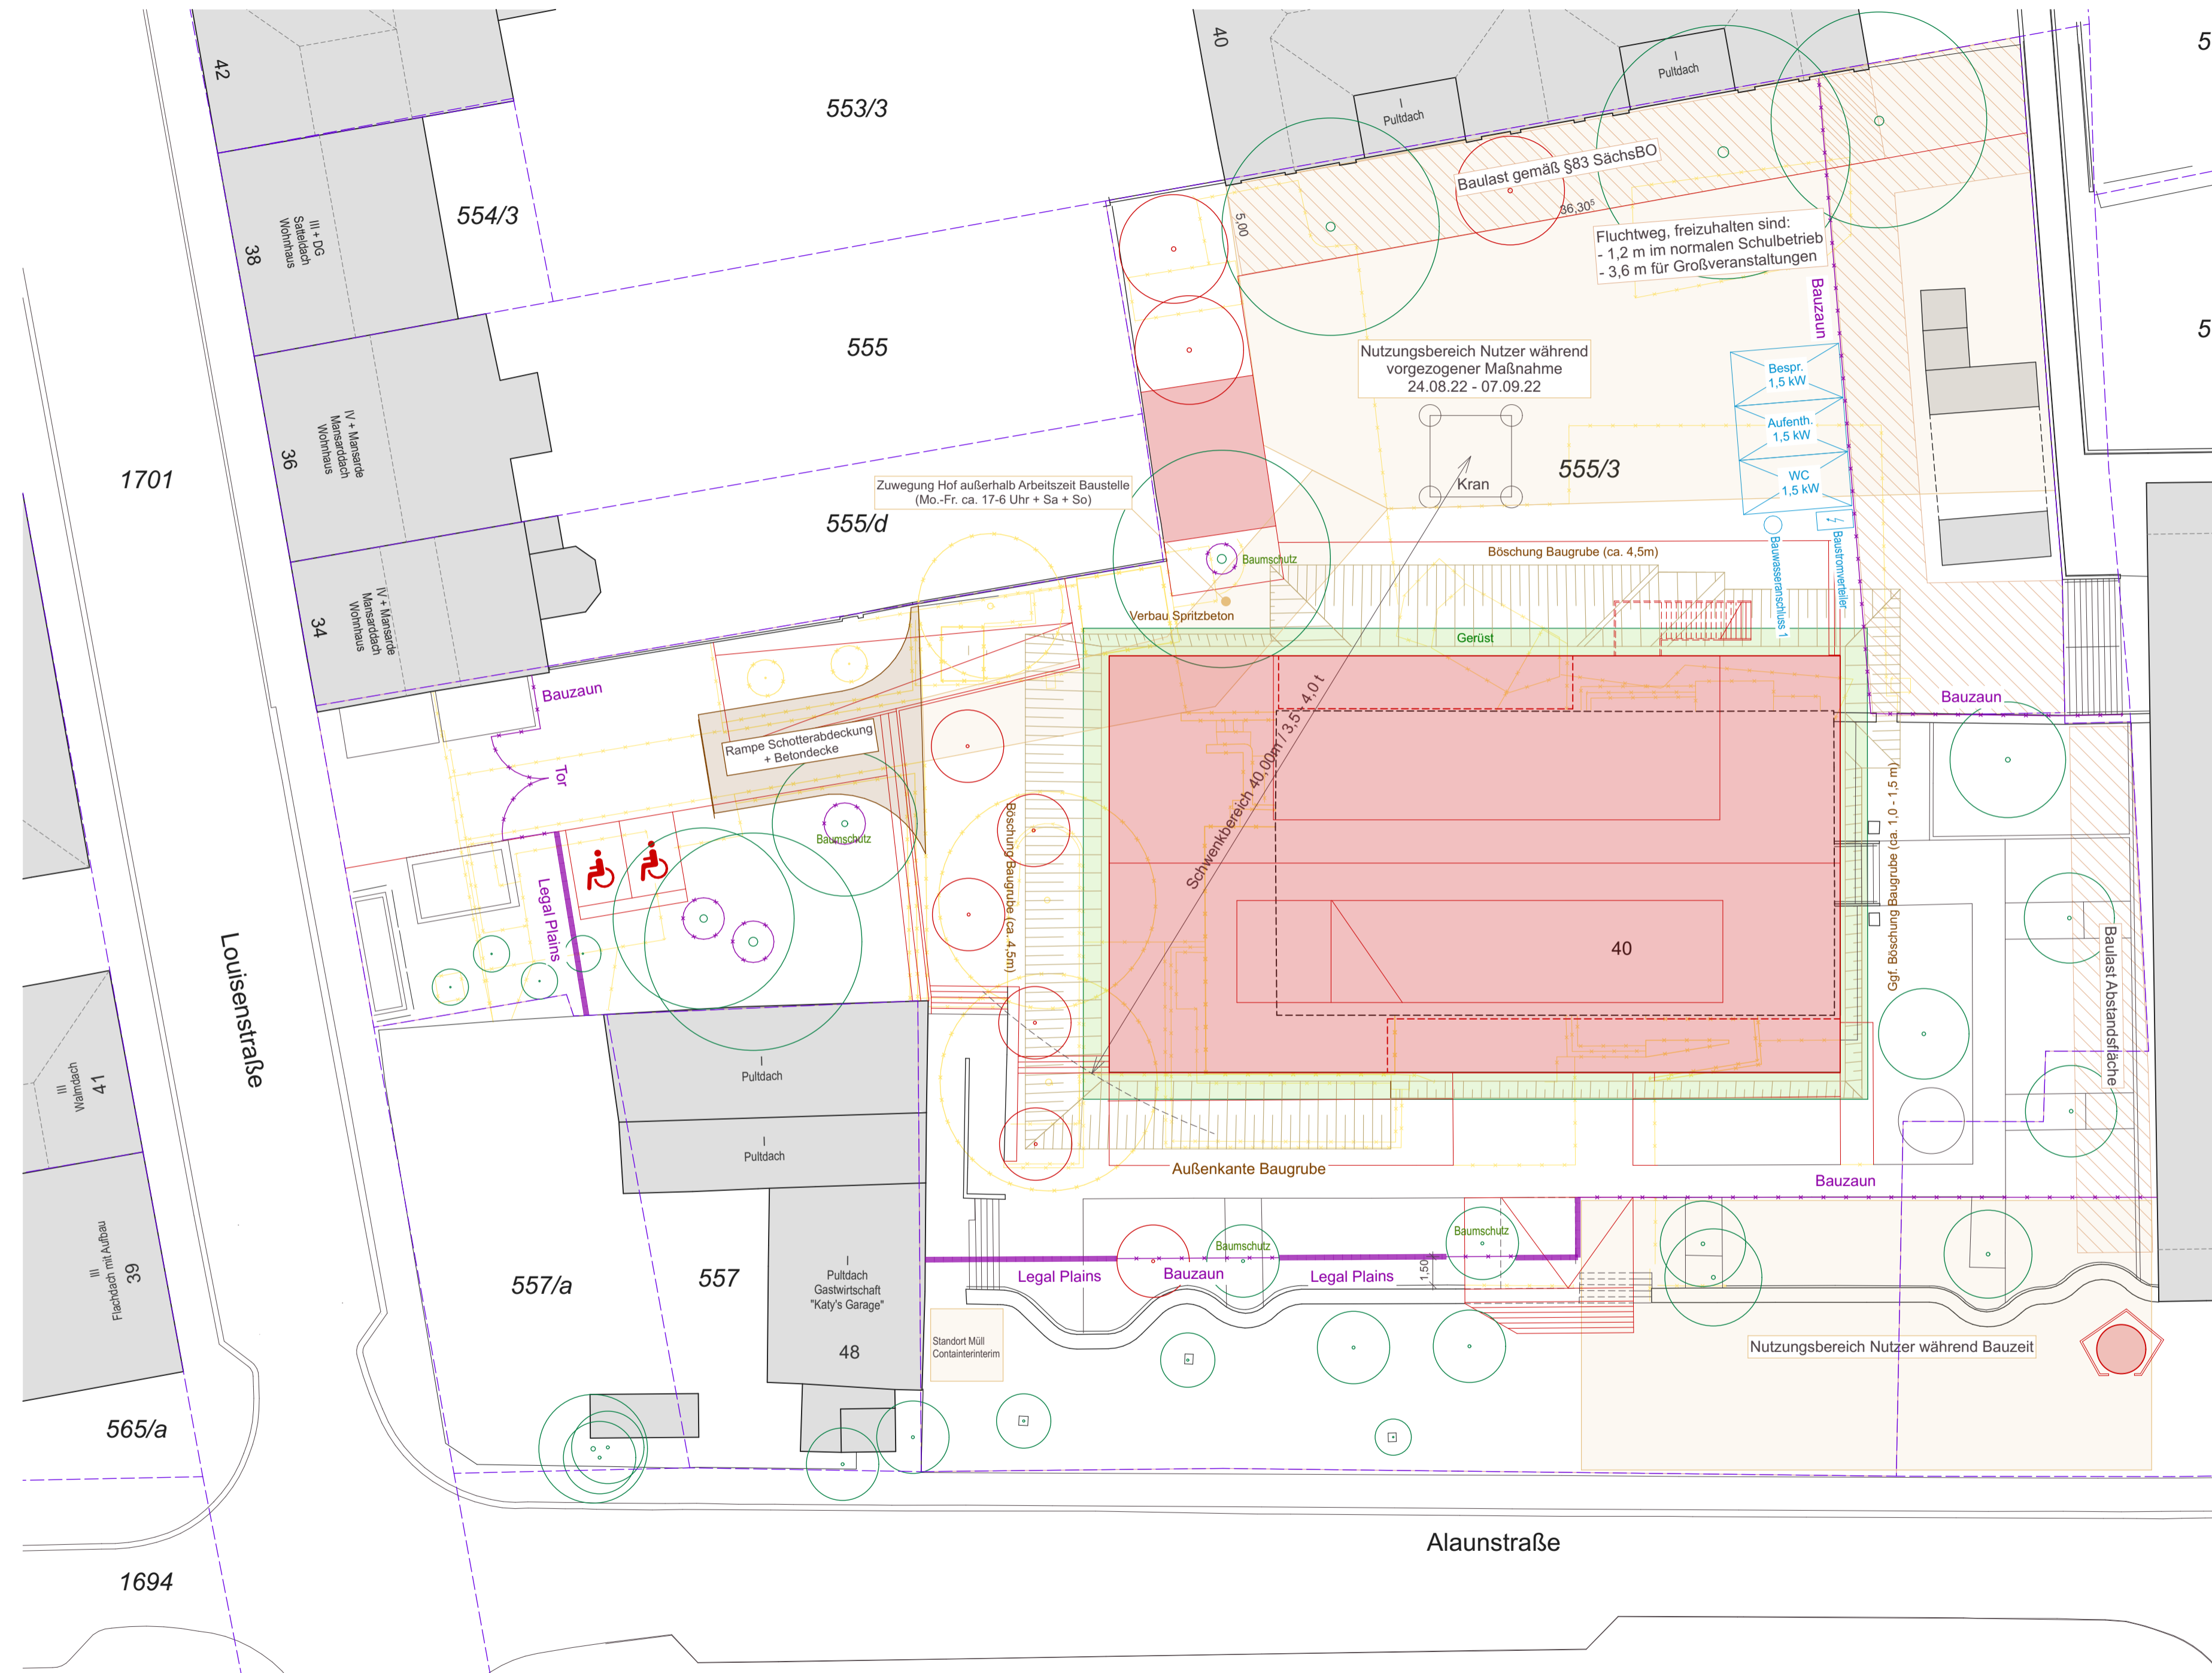 42
553/3
40
I
Pultdach
I
Pultdach
5
554/3
III + DG
Satteldach
Wohnhaus
38
Baulast gemäß §83 SächsBO
5,00
36,30⁵
Fluchtweg, freizuhalten sind:
- 1,2 m im normalen Schulbetrieb
- 3,6 m für Großveranstaltungen
Bauzaun
5
555
Nutzungsbereich Nutzer während
vorgezogener Maßnahme
24.08.22 - 07.09.22
Bespr.
1,5 kW
Aufenth.
1,5 kW
WC
1,5 kW
IV + Mansarde
Mansarddach
Wohnhaus
36
1701
Kran
555/3
Zuwegung Hof außerhalb Arbeitszeit Baustelle
(Mo.-Fr. ca. 17-6 Uhr + Sa + So)
555/d
Baustromverteiler
Bauwasseranschluss 1
Böschung Baugrube (ca. 4,5m)
Baumschutz
IV + Mansarde
Mansarddach
Wohnhaus
34
Verbau Spritzbeton
Gerüst
Bauzaun
Bauzaun
Tor
Rampe Schotterabdeckung
+ Betondecke
Schwenkbereich 40,00m / 3,5 - 4,0 t
Baumschutz
Böschung Baugrube (ca. 4,5m)
Ggf. Böschung Baugrube (ca. 1,0 - 1,5 m)
Legal Plains
40
Baulast Abstandsfläche
Louisenstraße
III
Walmdach
41
I
Pultdach
I
Pultdach
Außenkante Baugrube
Bauzaun
III
Flachdach mit Aufbau
39
557/a
557
I
Pultdach
Gastwirtschaft
"Katy's Garage"
48
Baumschutz
Baumschutz
Legal Plains
Bauzaun
Legal Plains
1,50
Standort Müll
Containterinterim
Nutzungsbereich Nutzer während Bauzeit
565/a
Alaunstraße
1694